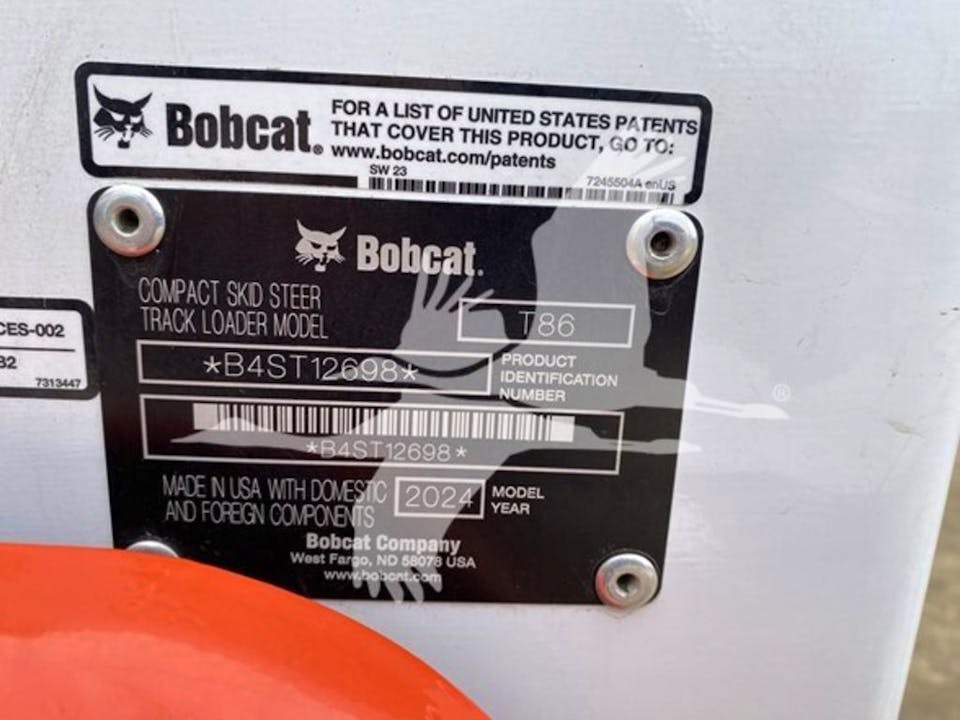 Bobcat®
FOR A LIST OF UNITED STATES PATENTS
THAT COVER THIS PRODUCT, GO TO:
www.bobcat.com/patents
SW 23
7245504A enUS
Bobcat®
COMPACT SKID STEER
TRACK LOADER MODEL
T86
*B4ST12698*
PRODUCT
IDENTIFICATION
NUMBER
*B4ST12698*
MADE IN USA WITH DOMESTIC
AND FOREIGN COMPONENTS
2024
MODEL
YEAR
Bobcat Company
West Fargo, ND 58078 USA
www.bobcat.com
CES-002
B2
7313447
®